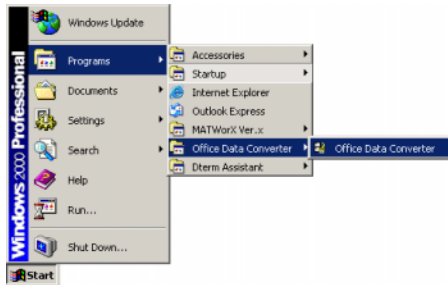 Windows 2000 Professional
Windows Update
Programs
Documents
Settings
Search
Help
Run...
Shut Down...
Start
Accessories
Startup
Internet Explorer
Outlook Express
MATWorX Ver.x
Office Data Converter
Dterm Assistant
Office Data Converter